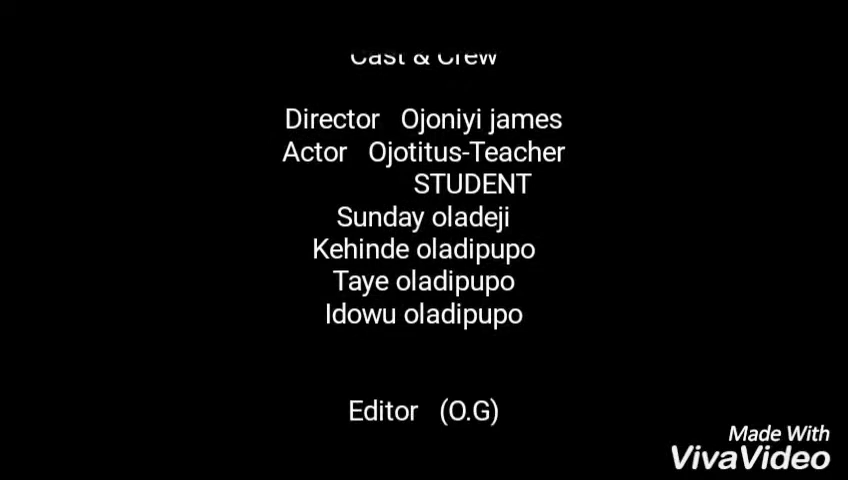 Cast & Crew
Director Ojoniyi james
Actor Ojotitus-Teacher
STUDENT
Sunday oladeji
Kehinde oladipupo
Taye oladipupo
Idowu oladipupo
Editor (O.G)
Made With
VivaVideo